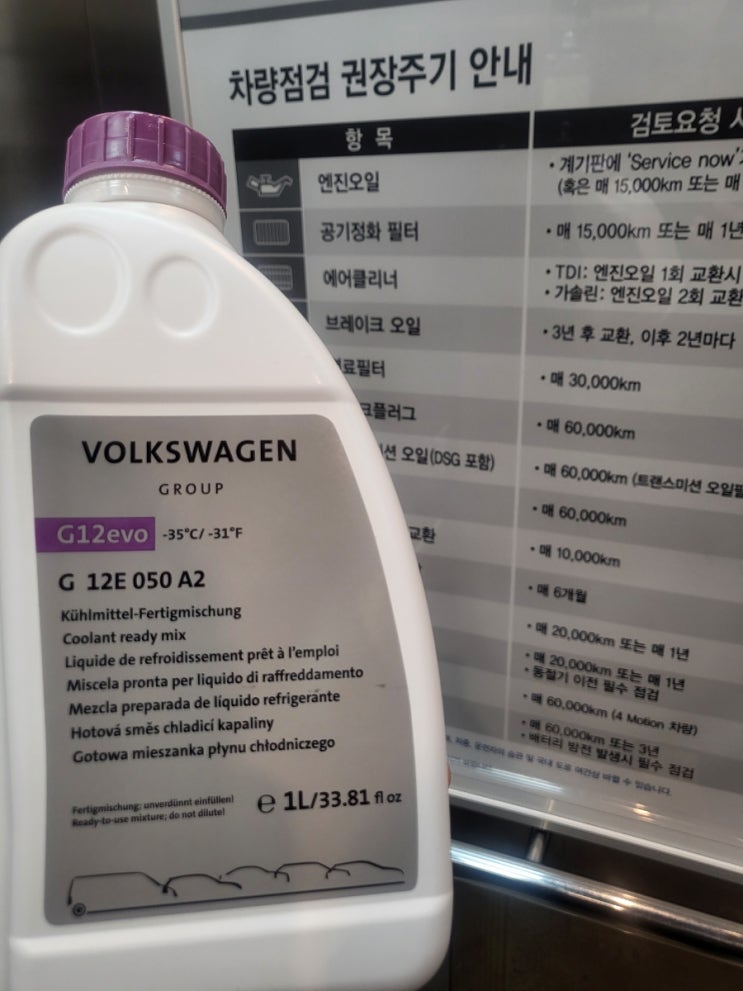 차량점검 권장주기 안내
항 목
검토요청
엔진오일
• 계기판에 'Service now'
(혹은 매 15,000km 또는 매
공기정화 필터
• 매 15,000km 또는 매 1년
에어클리너
• TDI: 엔진오일 1회 교환시
• 가솔린: 엔진오일 2회 교환
브레이크 오일
• 3년 후 교환, 이후 2년마다
료필터
• 매 30,000km
크플러그
• 매 60,000km
션 오일(DSG 포함)
• 매 60,000km (트랜스미션 오일필
• 매 60,000km
교환
• 매 10,000km
• 매 6개월
• 매 20,000km 또는 매 1년
• 매 20,000km 또는 매 1년
• 동절기 이전 필수 점검
• 매 60,000km (4 Motion 차량)
• 매 60,000km 또는 3년
• 배터리 방전 발생시 필수 점검
VOLKSWAGEN
GROUP
G12evo -35°C/ -31°F
G 12E 050 A2
Kühlmittel-Fertigmischung
Coolant ready mix
Liquide de refroidissement prêt à l'emploi
Miscela pronta per liquido di raffreddamento
Mezcla preparada de líquido refrigerante
Hotová směs chladicí kapaliny
Gotowa mieszanka płynu chłodniczego
Fertigmischung; unverdünnt einfüllen!
Ready-to-use mixture; do not dilute!
℮ 1L/33.81 fl oz